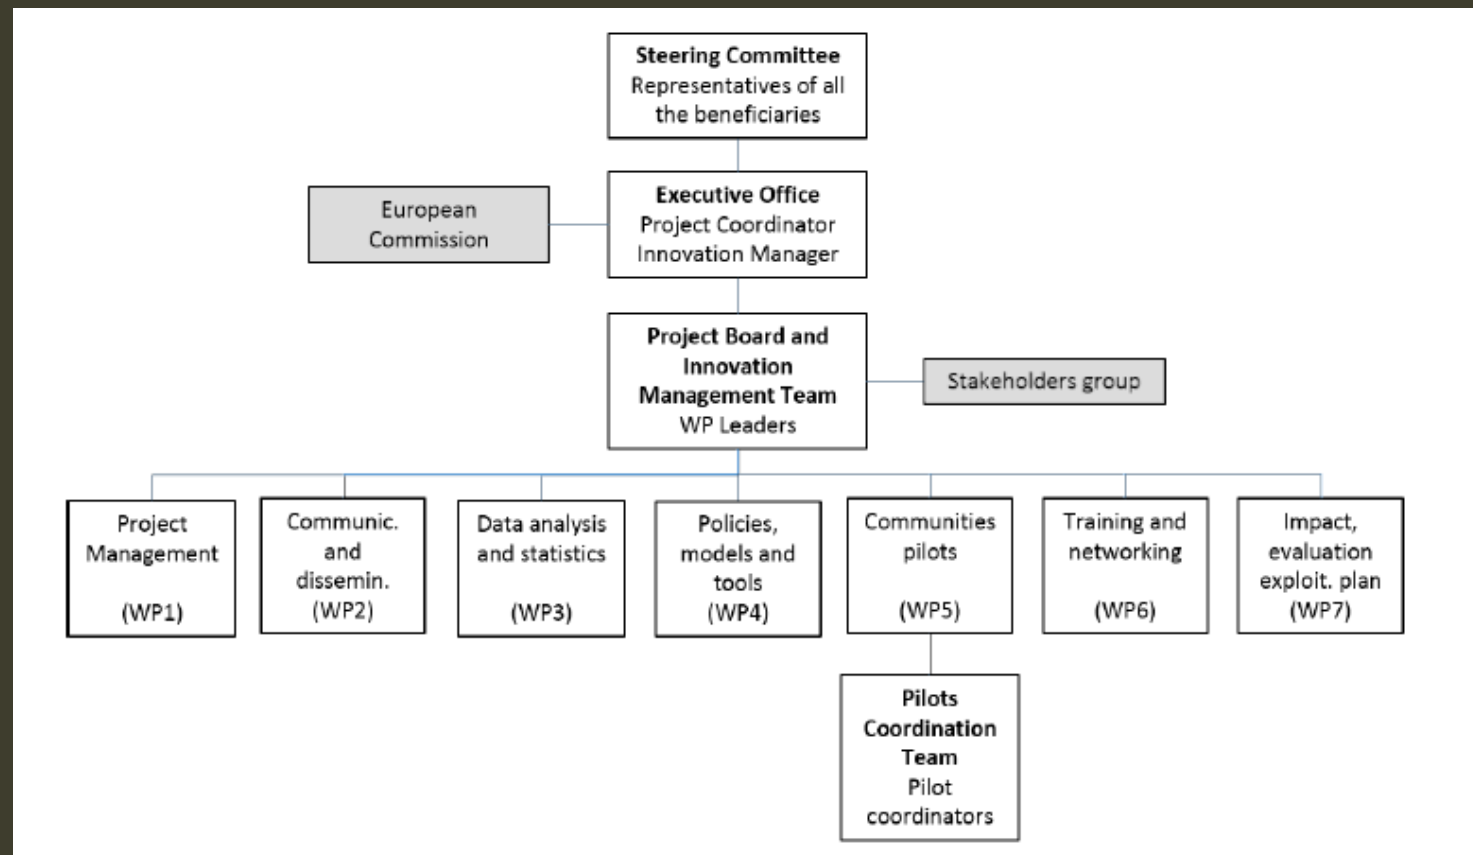 Steering Committee
Representatives of all
the beneficiaries
European
Commission
Executive Office
Project Coordinator
Innovation Manager
Project Board and
Innovation
Management Team
WP Leaders
Stakeholders group
Project
Management
(WP1)
Communic.
and
dissemin.
(WP2)
Data analysis
and statistics
(WP3)
Policies,
models and
tools
(WP4)
Communities
pilots
(WP5)
Training and
networking
(WP6)
Impact,
evaluation
exploit. plan
(WP7)
Pilots
Coordination
Team
Pilot
coordinators